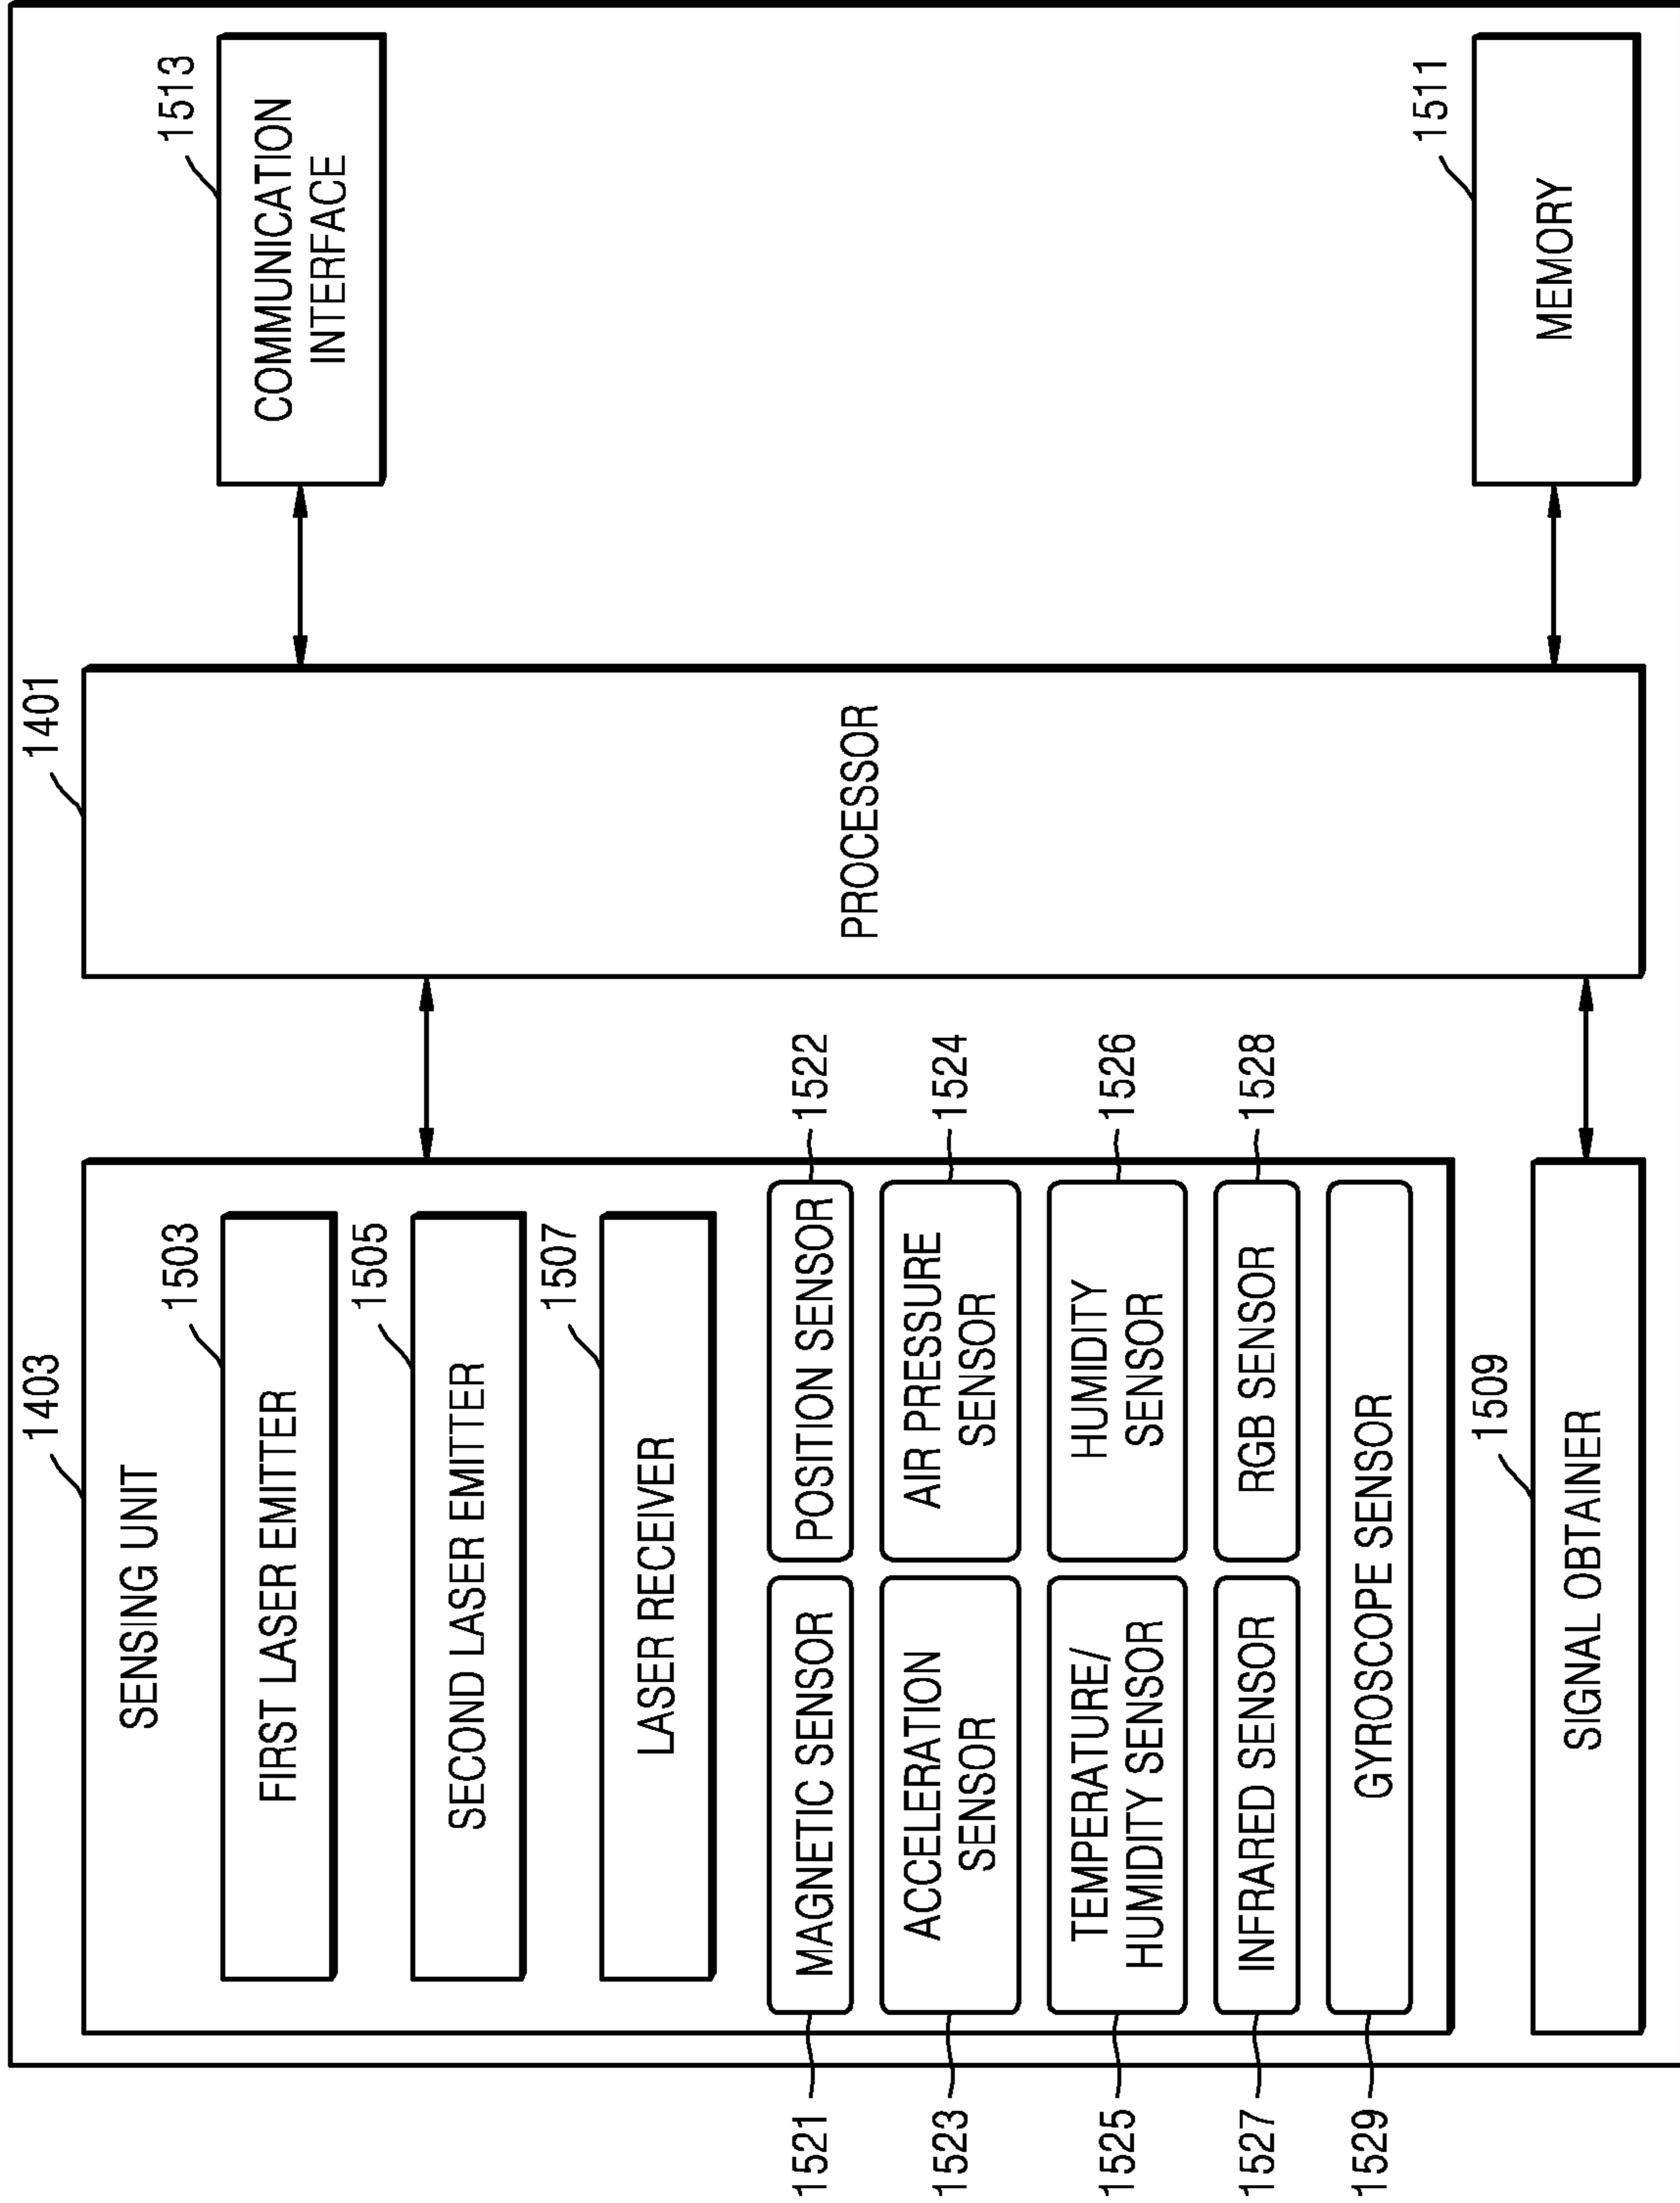 1403
SENSING UNIT
1503
FIRST LASER EMITTER
1505
SECOND LASER EMITTER
1507
LASER RECEIVER
1521
MAGNETIC SENSOR
POSITION SENSOR
1522
1523
ACCELERATION
SENSOR
AIR PRESSURE
SENSOR
1524
1525
TEMPERATURE/
HUMIDITY SENSOR
HUMIDITY
SENSOR
1526
1527
INFRARED SENSOR
RGB SENSOR
1528
1529
GYROSCOPE SENSOR
1509
SIGNAL OBTAINER
1401
PROCESSOR
1513
COMMUNICATION
INTERFACE
1511
MEMORY